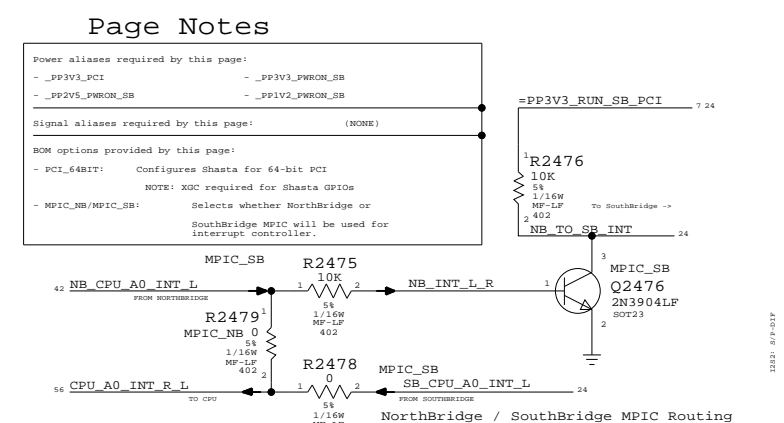 Page Notes
Power aliases required by this page:
- _PP3V3_PCI - _PP3V3_PWRON_SB
- _PP2V5_PWRON_SB - _PP1V2_PWRON_SB
Signal aliases required by this page: (NONE)
BOM options provided by this page:
- PCI_64BIT: Configures Shasta for 64-bit PCI
NOTE: XGC required for Shasta GPIOs
- MPIC_NB/MPIC_SB: Selects whether NorthBridge or
SouthBridge MPIC will be used for
interrupt controller.
=PP3V3_RUN_SB_PCI 7 24
1
R2476
10K
5%
1/16W
MF-LF
402
2
To SouthBridge ->
NB_TO_SB_INT 24
MPIC_SB
R2475
10K
42 NB_CPU_A0_INT_L
FROM NORTHBRIDGE
1 2
5%
1/16W
MF-LF
402
NB_INT_L_R
1
3
MPIC_SB
Q2476
2N3904LF
SOT23
2
R2479
1
MPIC_NB 0
5%
1/16W
MF-LF
402
2
R2478
0
MPIC_SB
56 CPU_A0_INT_R_L
TO CPU
1 2
5%
1/16W
SB_CPU_A0_INT_L 24
FROM SOUTHBRIDGE
NorthBridge / SouthBridge MPIC Routing
I2S2: S/P-DIF